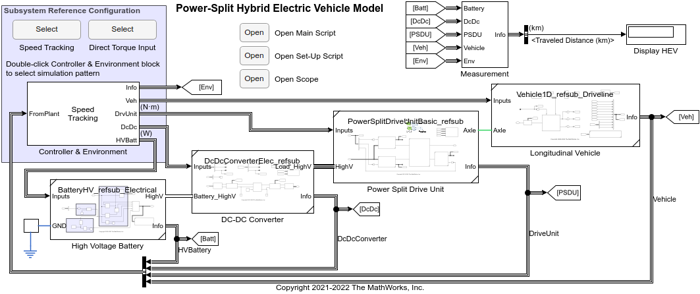 Subsystem Reference Configuration
Select
Select
Speed Tracking
Direct Torque Input
Double-click Controller & Environment block
to select simulation pattern
Power-Split Hybrid Electric Vehicle Model
Open
Open Main Script
Open
Open Set-Up Script
Open
Open Scope
[Batt]
[DcDc]
[PSDU]
[Veh]
[Env]
Battery
DcDc
PSDU
Vehicle
Env
Info
Measurement
(km)
<Traveled Distance (km)>
Display HEV
FromPlant
Speed
Tracking
Info
Veh
DrvUnit
DcDc
HVBatt
(N·m)
(W)
Controller & Environment
[Env]
Inputs
Vehicle1D_refsub_Driveline
Axle
Info
Longitudinal Vehicle
[Veh]
Inputs
PowerSplitDriveUnitBasic_refsub
HighV
Axle
Info
Power Split Drive Unit
[PSDU]
Inputs
DcDcConverterElec_refsub
Load_HighV
Battery_HighV
Info
DC-DC Converter
[DcDc]
Inputs
BatteryHV_refsub_Electrical
HighV
GND
Info
High Voltage Battery
[Batt]
HVBattery
DcDcConverter
DriveUnit
Vehicle
Copyright 2021-2022 The MathWorks, Inc.